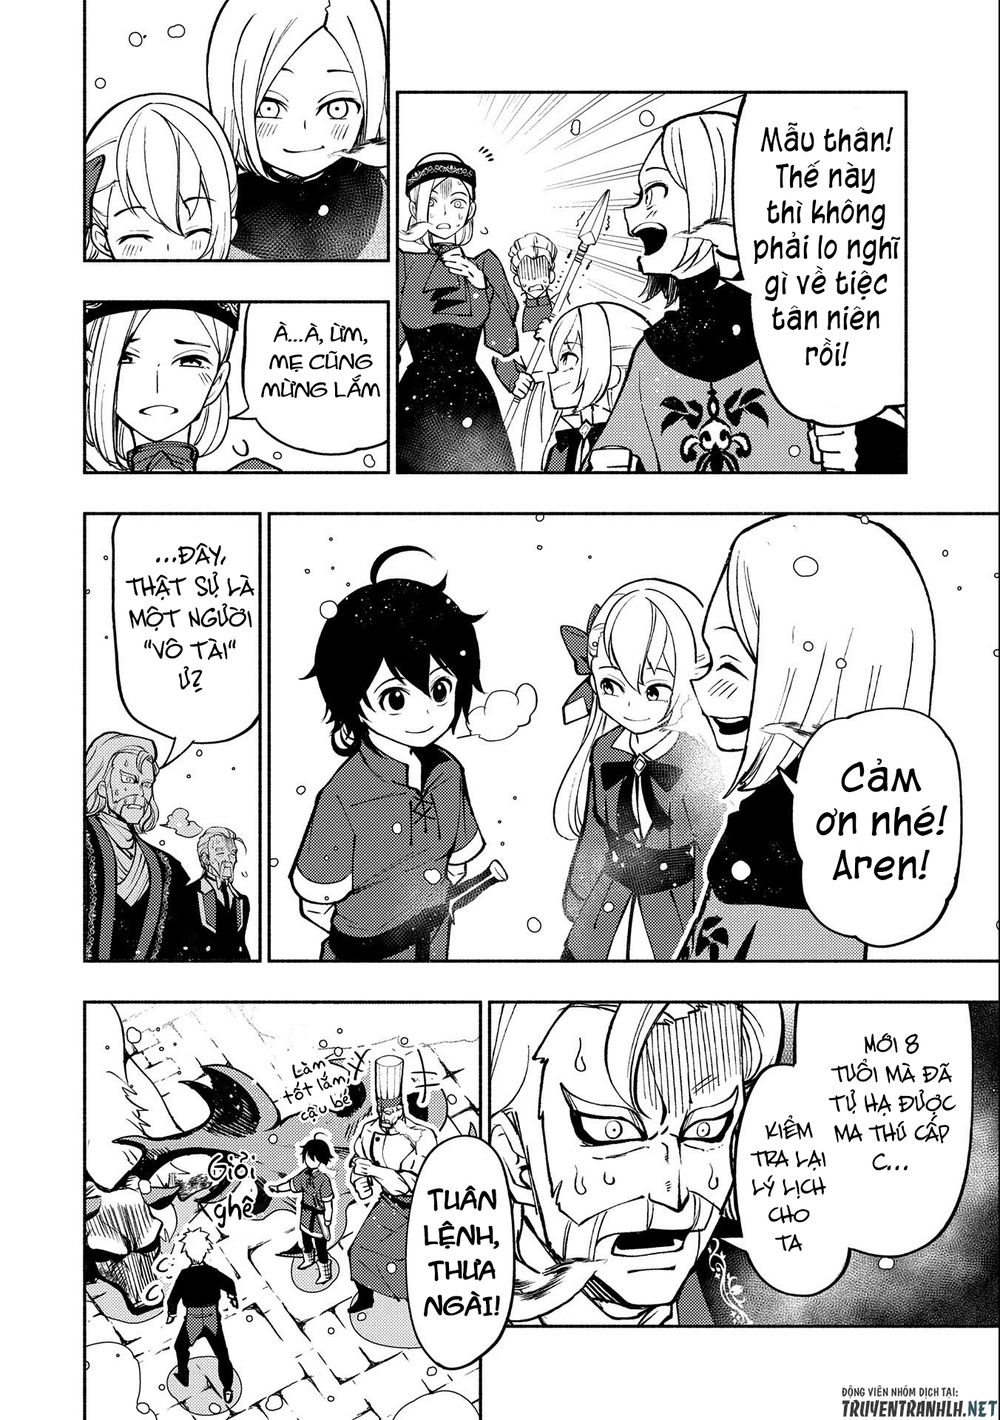 Mẫu thân!
Thế này
thì không
phải lo nghĩ
gì về tiệc
tân niên
rồi!
À...À, ỪM,
MẸ CŨNG
MỪNG LẮM
Cảm
ơn nhé!
Aren!
...ĐÂY,
THẬT SỰ LÀ
MỘT NGƯỜI
"VÔ TÀI"
Ư?
MỚI 8
TUỔI MÀ ĐÃ
TỰ HẠ ĐƯỢC
MA THÚ CẤP
C...
KIỂM
TRA LẠI
LÝ LỊCH
CHO
TA
TUÂN
LỆNH,
THƯA
NGÀI!
Làm
tốt lắm,
cậu bé
Giỏi
ghê
ĐỘNG VIÊN NHÓM DỊCH TẠI:
TRUYENTRANHLH.NET